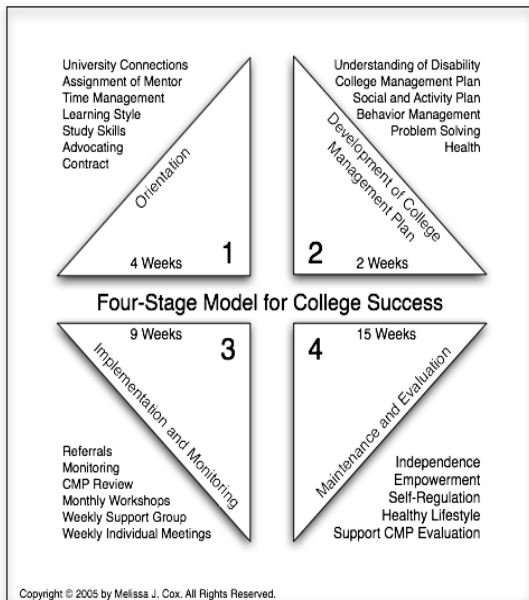 University Connections
Assignment of Mentor
Time Management
Learning Style
Study Skills
Advocating
Contract
Orientation
4 Weeks
1
Understanding of Disability
College Management Plan
Social and Activity Plan
Behavior Management
Problem Solving
Health
Development of College
Management Plan
2
2 Weeks
Four-Stage Model for College Success
9 Weeks
3
Implementation and Monitoring
Referrals
Monitoring
CMP Review
Monthly Workshops
Weekly Support Group
Weekly Individual Meetings
15 Weeks
4
Maintenance and Evaluation
Independence
Empowerment
Self-Regulation
Healthy Lifestyle
Support CMP Evaluation
Copyright © 2005 by Melissa J. Cox. All Rights Reserved.